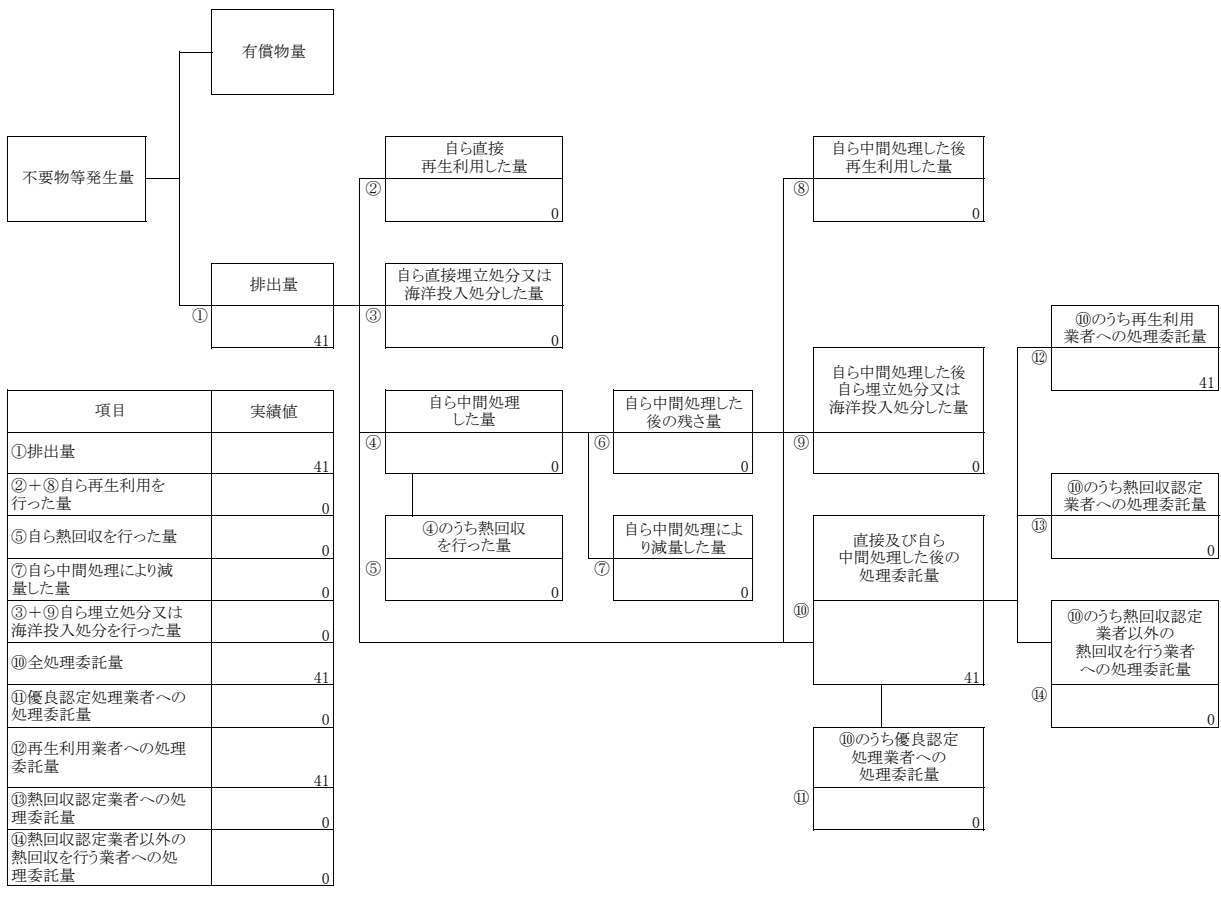 有償物量
不要物等発生量
排出量
①
41
自ら直接
再生利用した量
②
0
自ら直接埋立処分又は
海洋投入処分した量
③
0
自ら中間処理
した量
④
0
④のうち熱回収
を行った量
⑤
0
自ら中間処理した
後の残さ量
⑥
0
自ら中間処理によ
り減量した量
⑦
0
自ら中間処理した後
再生利用した量
⑧
0
自ら中間処理した後
自ら埋立処分又は
海洋投入処分した量
⑨
0
直接及び自ら
中間処理した後の
処理委託量
⑩
41
⑩のうち優良認定
処理業者への
処理委託量
⑪
0
⑩のうち再生利用
業者への処理委託量
⑫
41
⑩のうち熱回収認定
業者への処理委託量
⑬
0
⑩のうち熱回収認定
業者以外の
熱回収を行う業者
への処理委託量
⑭
0
項目 実績値
①排出量
41
②+⑧自ら再生利用を
行った量
0
⑤自ら熱回収を行った量
0
⑦自ら中間処理により減
量した量
0
③+⑨自ら埋立処分又は
海洋投入処分を行った量
0
⑩全処理委託量
41
⑪優良認定処理業者への
処理委託量
0
⑫再生利用業者への処理
委託量
41
⑬熱回収認定業者への処
理委託量
0
⑭熱回収認定業者以外の
熱回収を行う業者への処
理委託量
0